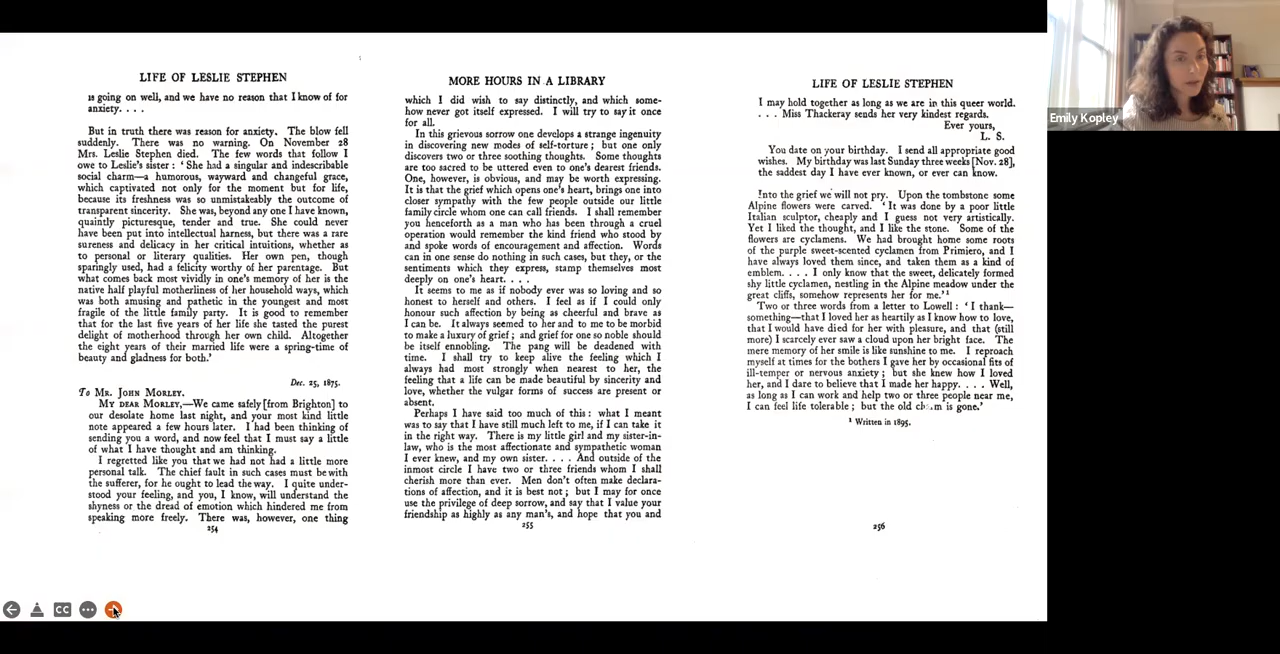 LIFE OF LESLIE STEPHEN
is going on well, and we have no reason that I know of for
anxiety. . . .
But in truth there was reason for anxiety. The blow fell
suddenly. There was no warning. On November 28
Mrs. Leslie Stephen died. The few words that follow I
owe to Leslie's sister : ' She had a singular and indescribable
social charm—a humorous, wayward and changeful grace,
which captivated not only for the moment but for life,
because its freshness was so unmistakeably the outcome of
transparent sincerity. She was, beyond any one I have known,
quaintly picturesque, tender and true. She could never
have been put into intellectual harness, but there was a rare
sureness and delicacy in her critical intuitions, whether as
to personal or literary qualities. Her own pen, though
sparingly used, had a felicity worthy of her parentage. But
what comes back most vividly in one's memory of her is the
native half playful motherliness of her household ways, which
was both amusing and pathetic in the youngest and most
fragile of the little family party. It is good to remember
that for the last five years of her life she tasted the purest
delight of motherhood through her own child. Altogether
the eight years of their married life were a spring-time of
beauty and gladness for both.'
Dec. 25, 1875.
To MR. JOHN MORLEY.
MY DEAR MORLEY,—We came safely [from Brighton] to
our desolate home last night, and your most kind little
note appeared a few hours later. I had been thinking of
sending you a word, and now feel that I must say a little
of what I have thought and am thinking.
I regretted like you that we had not had a little more
personal talk. The chief fault in such cases must be with
the sufferer, for he ought to lead the way. I quite under-
stood your feeling, and you, I know, will understand the
shyness or the dread of emotion which hindered me from
speaking more freely. There was, however, one thing
254
MORE HOURS IN A LIBRARY
which I did wish to say distinctly, and which some-
how never got itself expressed. I will try to say it once
for all.
In this grievous sorrow one develops a strange ingenuity
in discovering new modes of self-torture ; but one only
discovers two or three soothing thoughts. Some thoughts
are too sacred to be uttered even to one's dearest friends.
One, however, is obvious, and may be worth expressing.
It is that the grief which opens one's heart, brings one into
closer sympathy with the few people outside our little
family circle whom one can call friends. I shall remember
you henceforth as a man who has been through a cruel
operation would remember the kind friend who stood by
and spoke words of encouragement and affection. Words
can in one sense do nothing in such cases, but they, or the
sentiments which they express, stamp themselves most
deeply on one's heart. . . .
It seems to me as if nobody ever was so loving and so
honest to herself and others. I feel as if I could only
honour such affection by being as cheerful and brave as
I can be. It always seemed to her and to me to be morbid
to make a luxury of grief ; and grief for one so noble should
be itself ennobling. The pang will be deadened with
time. I shall try to keep alive the feeling which I
always had most strongly when nearest to her, the
feeling that a life can be made beautiful by sincerity and
love, whether the vulgar forms of success are present or
absent.
Perhaps I have said too much of this : what I meant
was to say that I have still much left to me, if I can take it
in the right way. There is my little girl and my sister-in-
law, who is the most affectionate and sympathetic woman
I ever knew, and my own sister. . . . And outside of the
inmost circle I have two or three friends whom I shall
cherish more than ever. Men don't often make declara-
tions of affection, and it is best not ; but I may for once
use the privilege of deep sorrow, and say that I value your
friendship as highly as any man's, and hope that you and
255
LIFE OF LESLIE STEPHEN
I may hold together as long as we are in this queer world.
. . . Miss Thackeray sends her very kindest regards.
Ever yours,
L. S.
You date on your birthday. I send all appropriate good
wishes. My birthday was last Sunday three weeks [Nov. 28],
the saddest day I have ever known, or ever can know.
Into the grief we will not pry. Upon the tombstone some
Alpine flowers were carved. ' It was done by a poor little
Italian sculptor, cheaply and I guess not very artistically.
Yet I liked the thought, and I like the stone. Some of the
flowers are cyclamens. We had brought home some roots
of the purple sweet-scented cyclamen from Primiero, and I
have always loved them since, and taken them as a kind of
emblem. . . . I only know that the sweet, delicately formed
shy little cyclamen, nestling in the Alpine meadow under the
great cliffs, somehow represents her for me.' ¹
Two or three words from a letter to Lowell : ' I thank—
something—that I loved her as heartily as I know how to love,
that I would have died for her with pleasure, and that (still
more) I scarcely ever saw a cloud upon her bright face. The
mere memory of her smile is like sunshine to me. I reproach
myself at times for the bothers I gave her by occasional fits of
ill-temper or nervous anxiety ; but she knew how I loved
her, and I dare to believe that I made her happy. . . . Well,
as long as I can work and help two or three people near me,
I can feel life tolerable ; but the old is gone.'
¹ Written in 1895.
256
Emily Kopley
CC